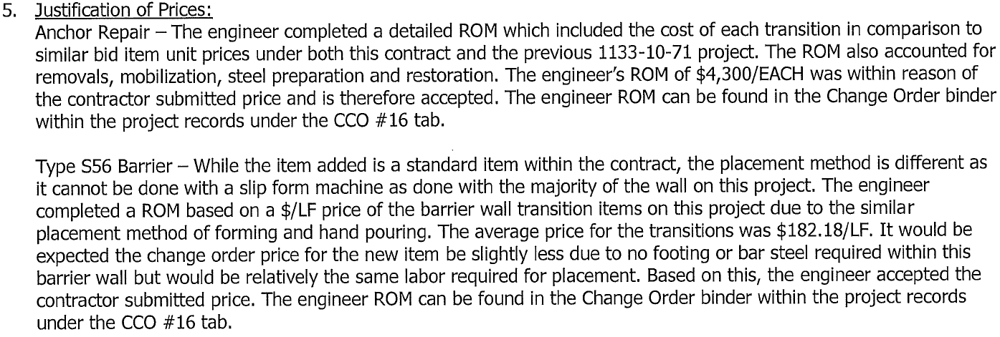 5. Justification of Prices:
Anchor Repair – The engineer completed a detailed ROM which included the cost of each transition in comparison to
similar bid item unit prices under both this contract and the previous 1133-10-71 project. The ROM also accounted for
removals, mobilization, steel preparation and restoration. The engineer's ROM of $4,300/EACH was within reason of
the contractor submitted price and is therefore accepted. The engineer ROM can be found in the Change Order binder
within the project records under the CCO #16 tab.
Type S56 Barrier – While the item added is a standard item within the contract, the placement method is different as
it cannot be done with a slip form machine as done with the majority of the wall on this project. The engineer
completed a ROM based on a $/LF price of the barrier wall transition items on this project due to the similar
placement method of forming and hand pouring. The average price for the transitions was $182.18/LF. It would be
expected the change order price for the new item be slightly less due to no footing or bar steel required within this
barrier wall but would be relatively the same labor required for placement. Based on this, the engineer accepted the
contractor submitted price. The engineer ROM can be found in the Change Order binder within the project records
under the CCO #16 tab.